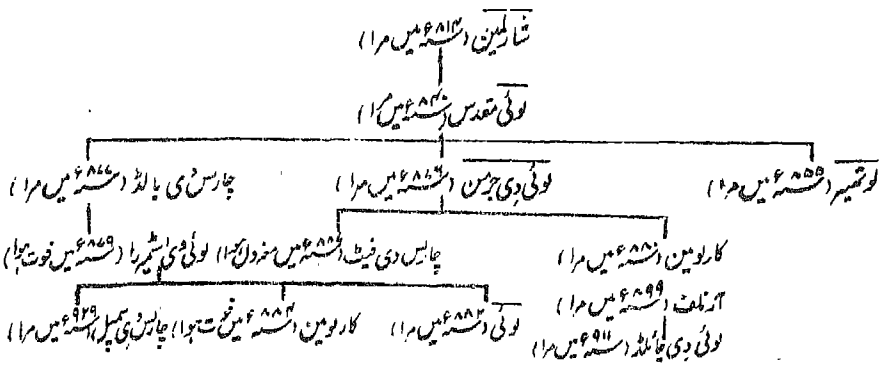 شارلمین (۸۱۴ء میں مرا)
لوئی مقدس (۸۴۰ء میں مرا)
لوتھیر (۸۵۵ء میں مرا) لوئی دی جرمن (۸۷۶ء میں مرا) چارلس دی بالڈ (۸۷۷ء میں مرا)
کارلومین (۸۸۰ء میں مرا) چارلس دی فیٹ (۸۸۷ء میں معزول ہوا) لوئی دی اسٹیمرر (۸۷۹ء میں فوت ہوا)
آرنلف (۸۹۹ء میں مرا) لوئی (۸۸۲ء میں مرا) کارلومین (۸۸۴ء میں فوت ہوا) چارلس دی سمپل (۹۲۹ء میں مرا)
لوئی دی چائلڈ (۹۱۱ء میں مرا)